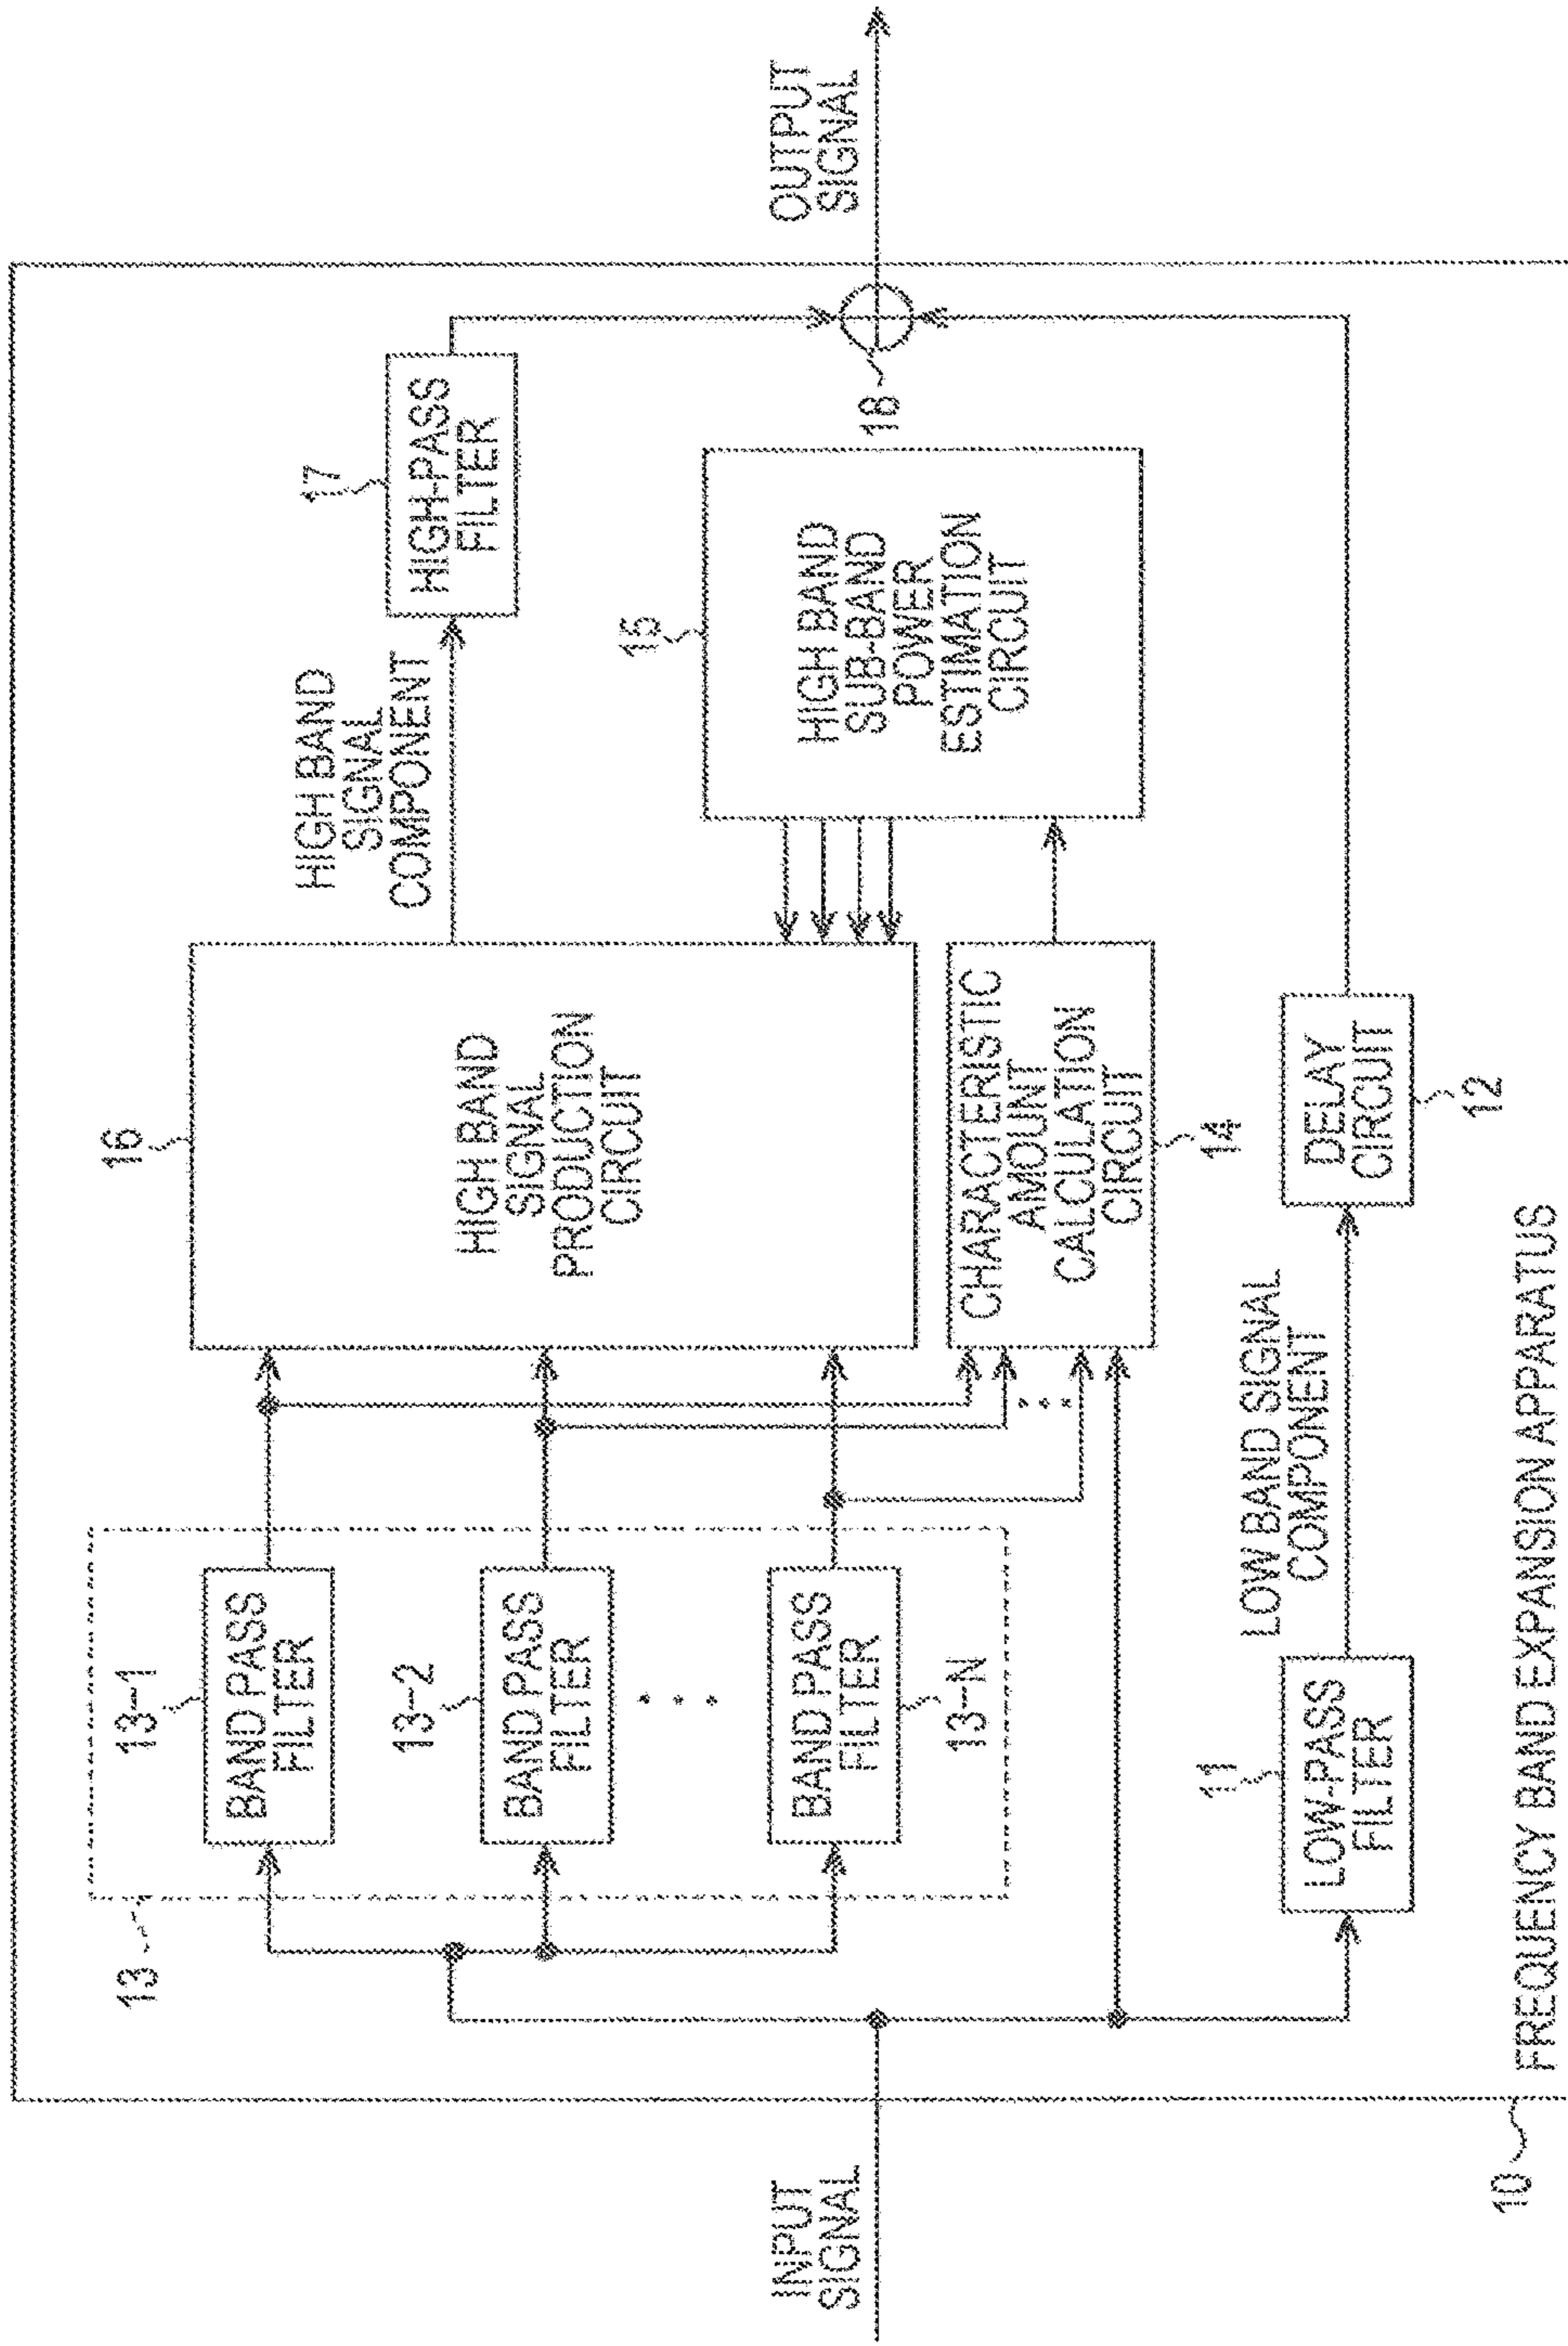 INPUT
SIGNAL
10
FREQUENCY BAND EXPANSION APPARATUS
13
13-1
BAND PASS
FILTER
13-2
BAND PASS
FILTER
. . .
BAND PASS
FILTER
13-N
11
LOW-PASS
FILTER
LOW BAND SIGNAL
COMPONENT
. . .
16
HIGH BAND
SIGNAL
PRODUCTION
CIRCUIT
CHARACTERISTIC
AMOUNT
CALCULATION
CIRCUIT
14
DELAY
CIRCUIT
12
HIGH BAND
SIGNAL
COMPONENT
15
HIGH BAND
SUB-BAND
POWER
ESTIMATION
CIRCUIT
17
HIGH-PASS
FILTER
18
OUTPUT
SIGNAL